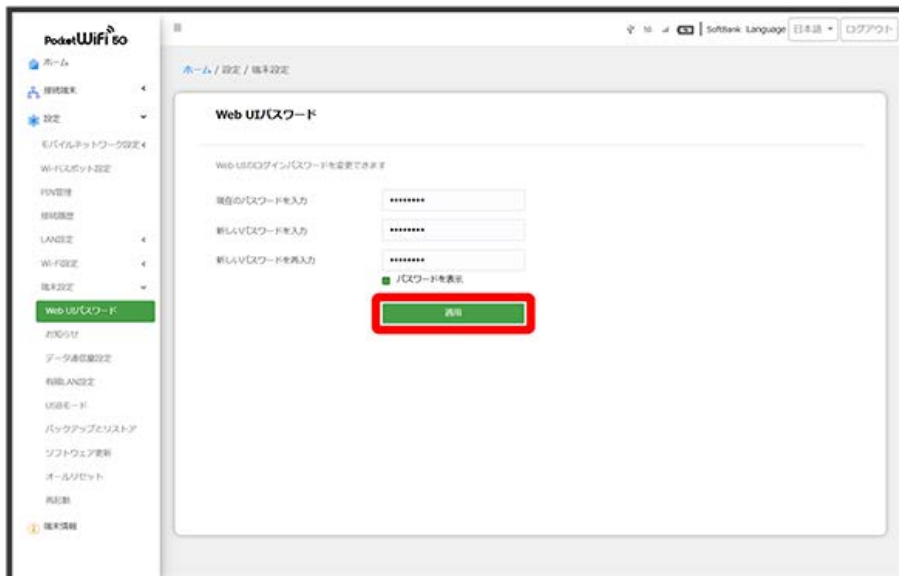 Pocket WiFi 5G
SoftBank Language 日本語 ログアウト
ホーム
接続端末
設定
モバイルネットワーク設定
Wi-Fiスポット設定
PIN管理
接続履歴
LAN設定
Wi-Fi設定
端末設定
Web UIパスワード
お知らせ
データ通信量設定
有線LAN設定
USBモード
バックアップとリストア
ソフトウェア更新
オールリセット
再起動
端末情報
ホーム / 設定 / 端末設定
Web UIパスワード
Web UIのログインパスワードを変更できます
現在のパスワードを入力 ••••••••
新しいパスワードを入力 ••••••••
新しいパスワードを再入力 ••••••••
パスワードを表示
適用